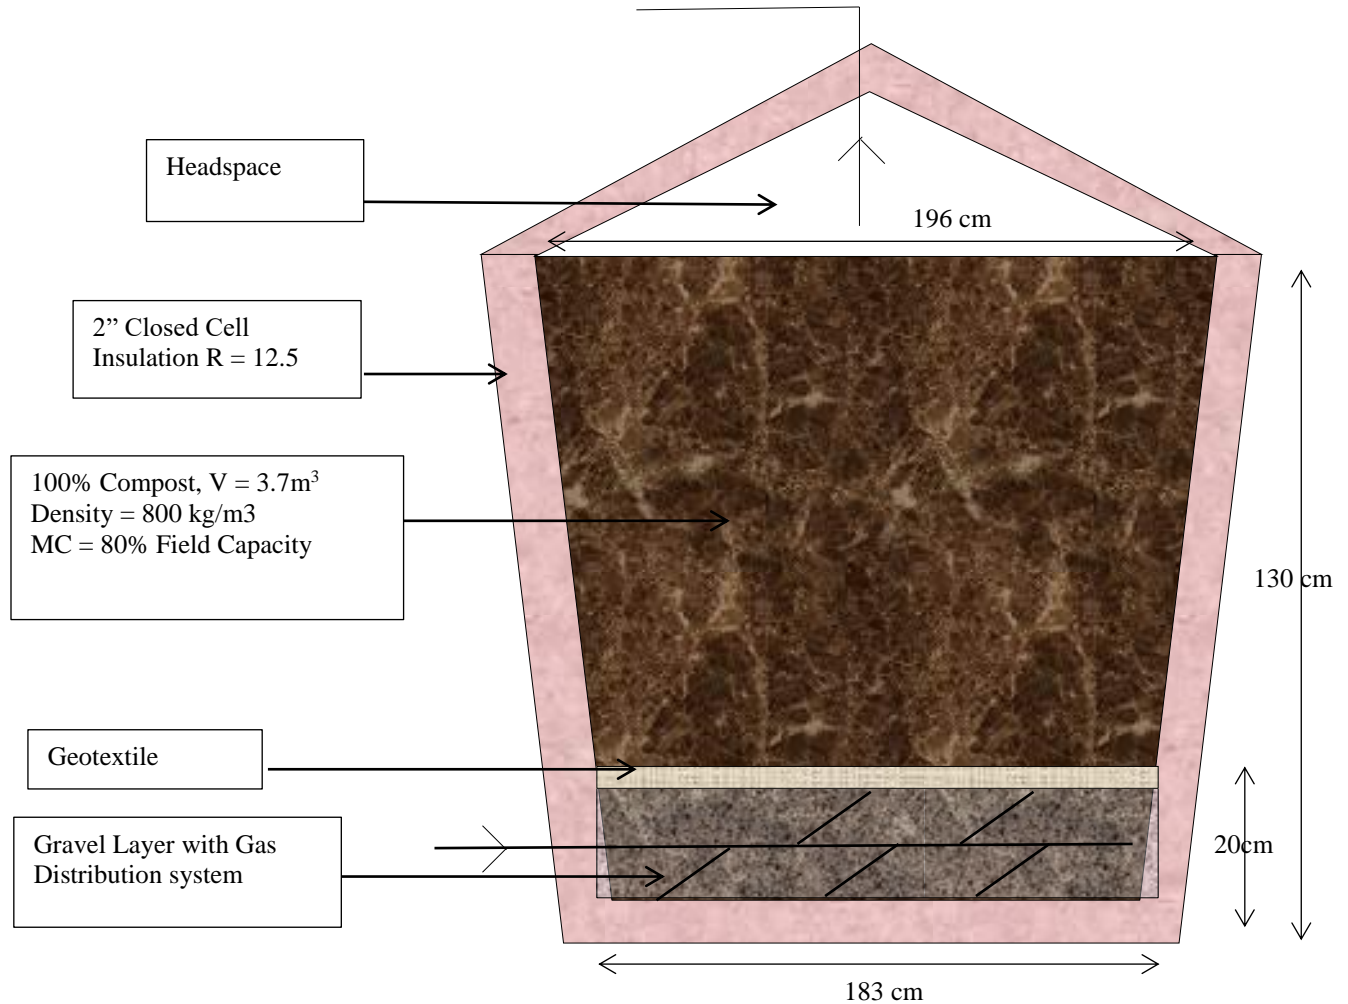 Headspace
196 cm
2” Closed Cell
Insulation R = 12.5
100% Compost, V = 3.7m³
Density = 800 kg/m3
MC = 80% Field Capacity
130 cm
Geotextile
Gravel Layer with Gas
Distribution system
20cm
183 cm